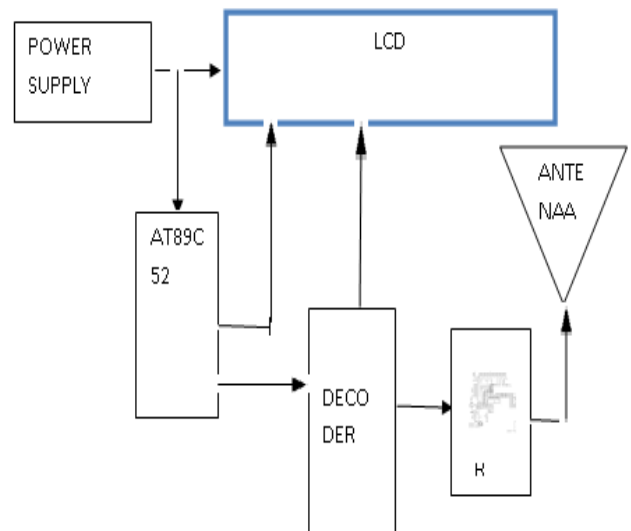 POWER
SUPPLY
LCD
ANTE
NAA
AT89C
52
DECO
DER